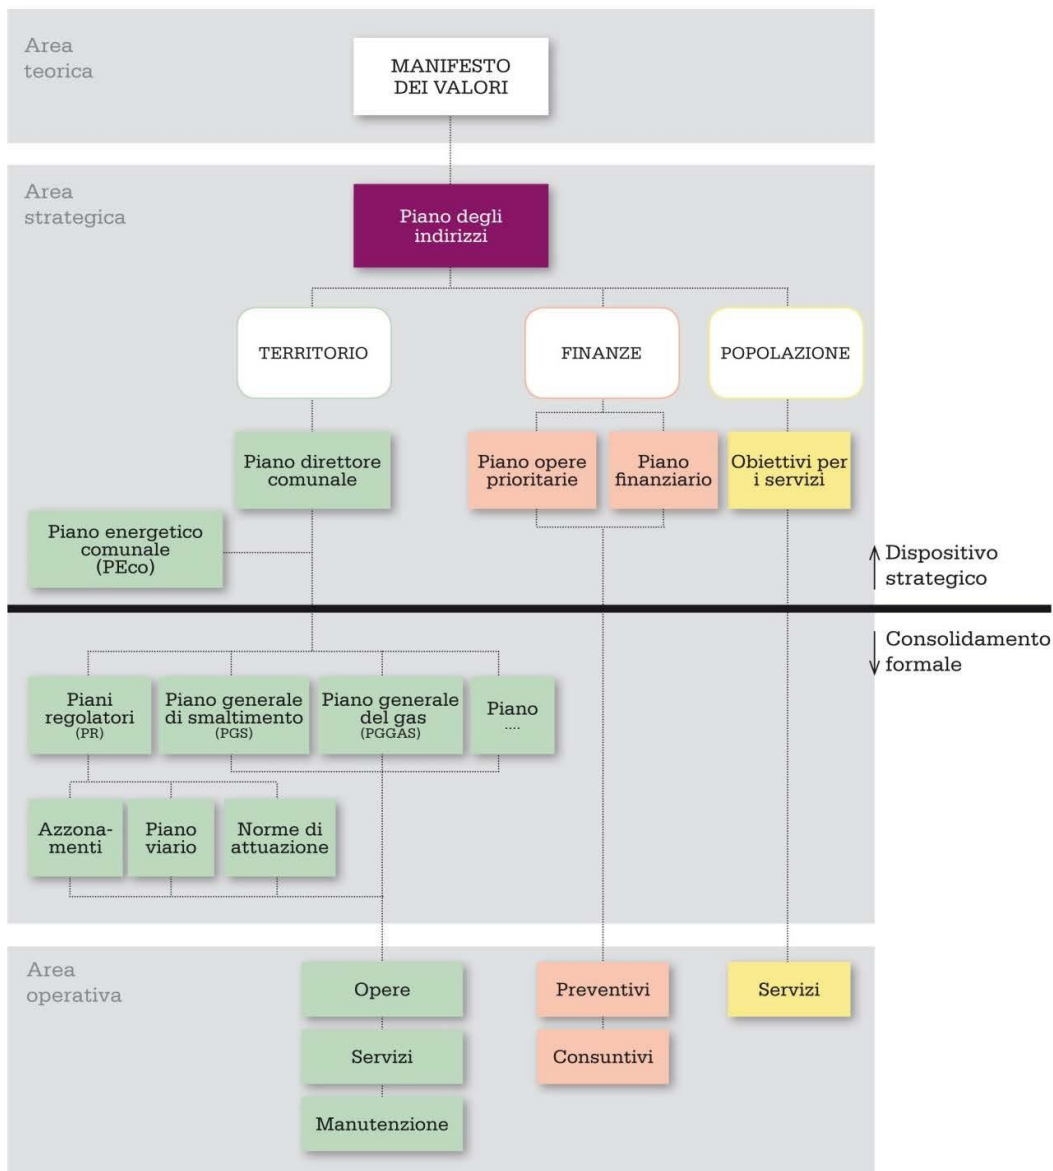 Area
teorica
MANIFESTO
DEI VALORI
Area
strategica
Piano degli
indirizzi
TERRITORIO
FINANZE
POPOLAZIONE
Piano direttore
comunale
Piano opere
prioritarie
Piano
finanziario
Obiettivi per
i servizi
Piano energetico
comunale
(PEco)
Dispositivo
strategico
Consolidamento
formale
Piani
regolatori
(PR)
Piano generale
di smaltimento
(PGS)
Piano generale
del gas
(PGGAS)
Piano
....
Azzona-
menti
Piano
viario
Norme di
attuazione
Area
operativa
Opere
Preventivi
Servizi
Servizi
Consuntivi
Manutenzione